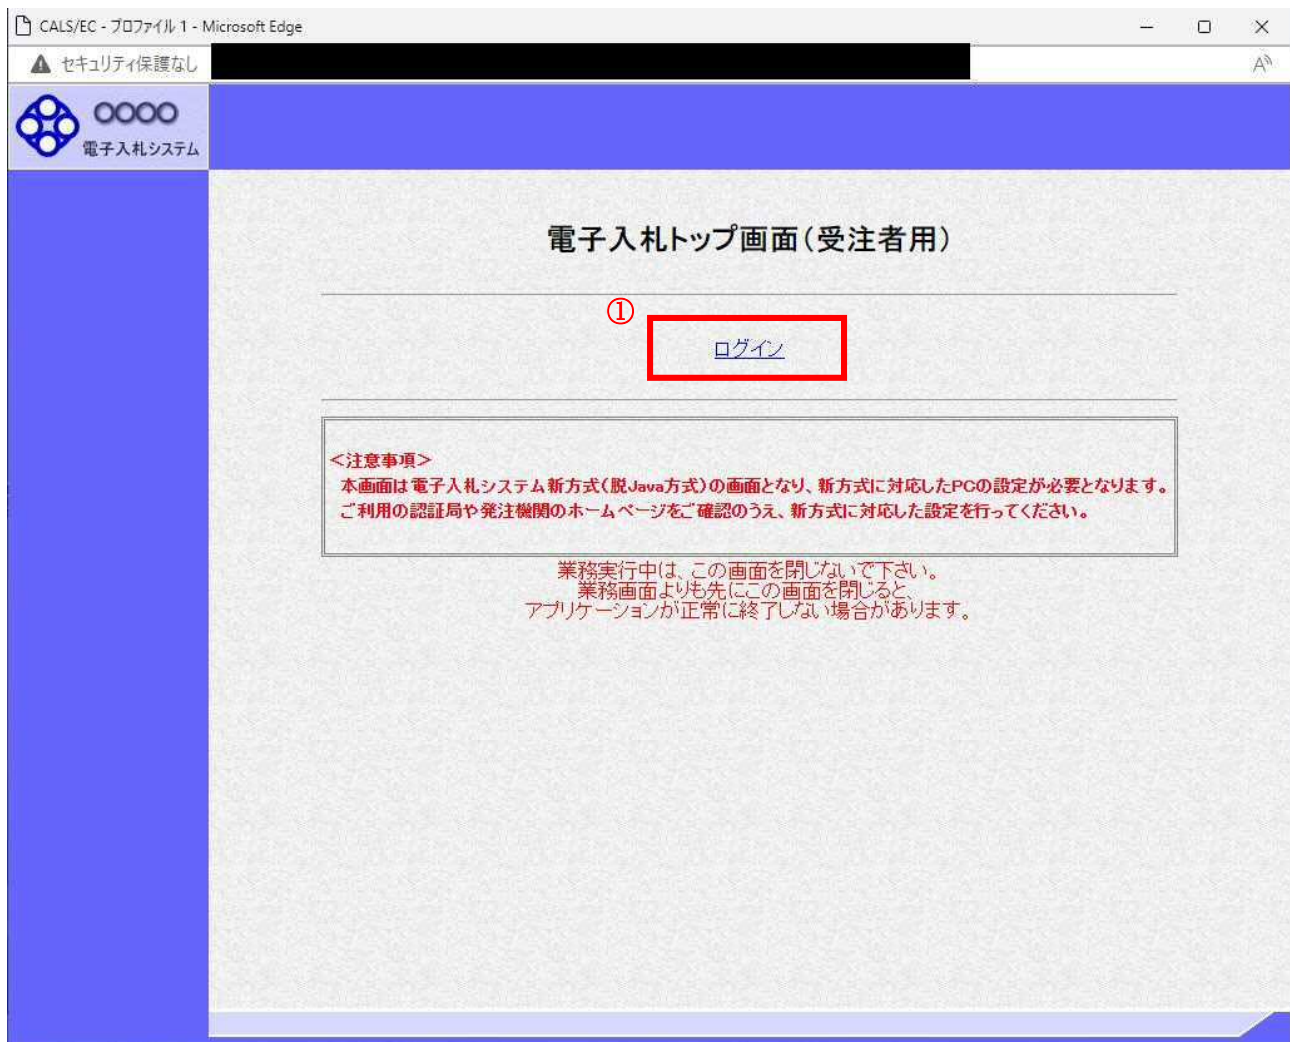 CALS/EC - プロファイル 1 - Microsoft Edge
セキュリティ保護なし
○○○○
電子入札システム
電子入札トップ画面(受注者用)
①
ログイン
<注意事項>
本画面は電子入札システム新方式(脱Java方式)の画面となり、新方式に対応したPCの設定が必要となります。
ご利用の認証局や発注機関のホームページをご確認のうえ、新方式に対応した設定を行ってください。
業務実行中は、この画面を閉じないで下さい。
業務画面よりも先にこの画面を閉じると、
アプリケーションが正常に終了しない場合があります。